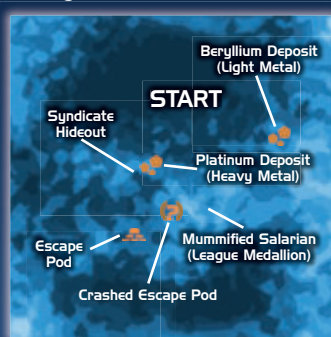 Beryllium Deposit
(Light Metal)
START
Syndicate
Hideout
Platinum Deposit
(Heavy Metal)
Escape
Pod
Mummified Salarian
(League Medallion)
Crashed Escape Pod